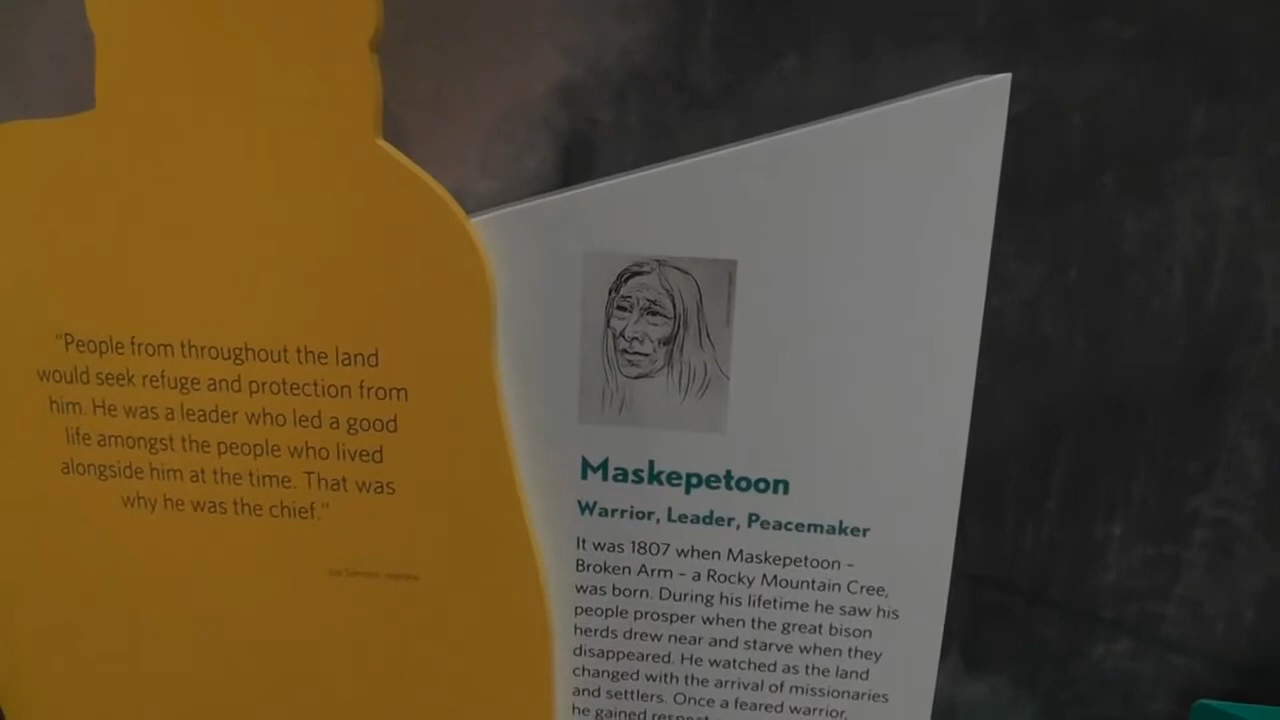 “People from throughout the land
would seek refuge and protection from
him. He was a leader who led a good
life amongst the people who lived
alongside him at the time. That was
why he was the chief.”
Maskepetoon
Warrior, Leader, Peacemaker
It was 1807 when Maskepetoon –
Broken Arm – a Rocky Mountain Cree,
was born. During his lifetime he saw his
people prosper when the great bison
herds drew near and starve when they
disappeared. He watched as the land
changed with the arrival of missionaries
and settlers. Once a feared warrior,
he gained